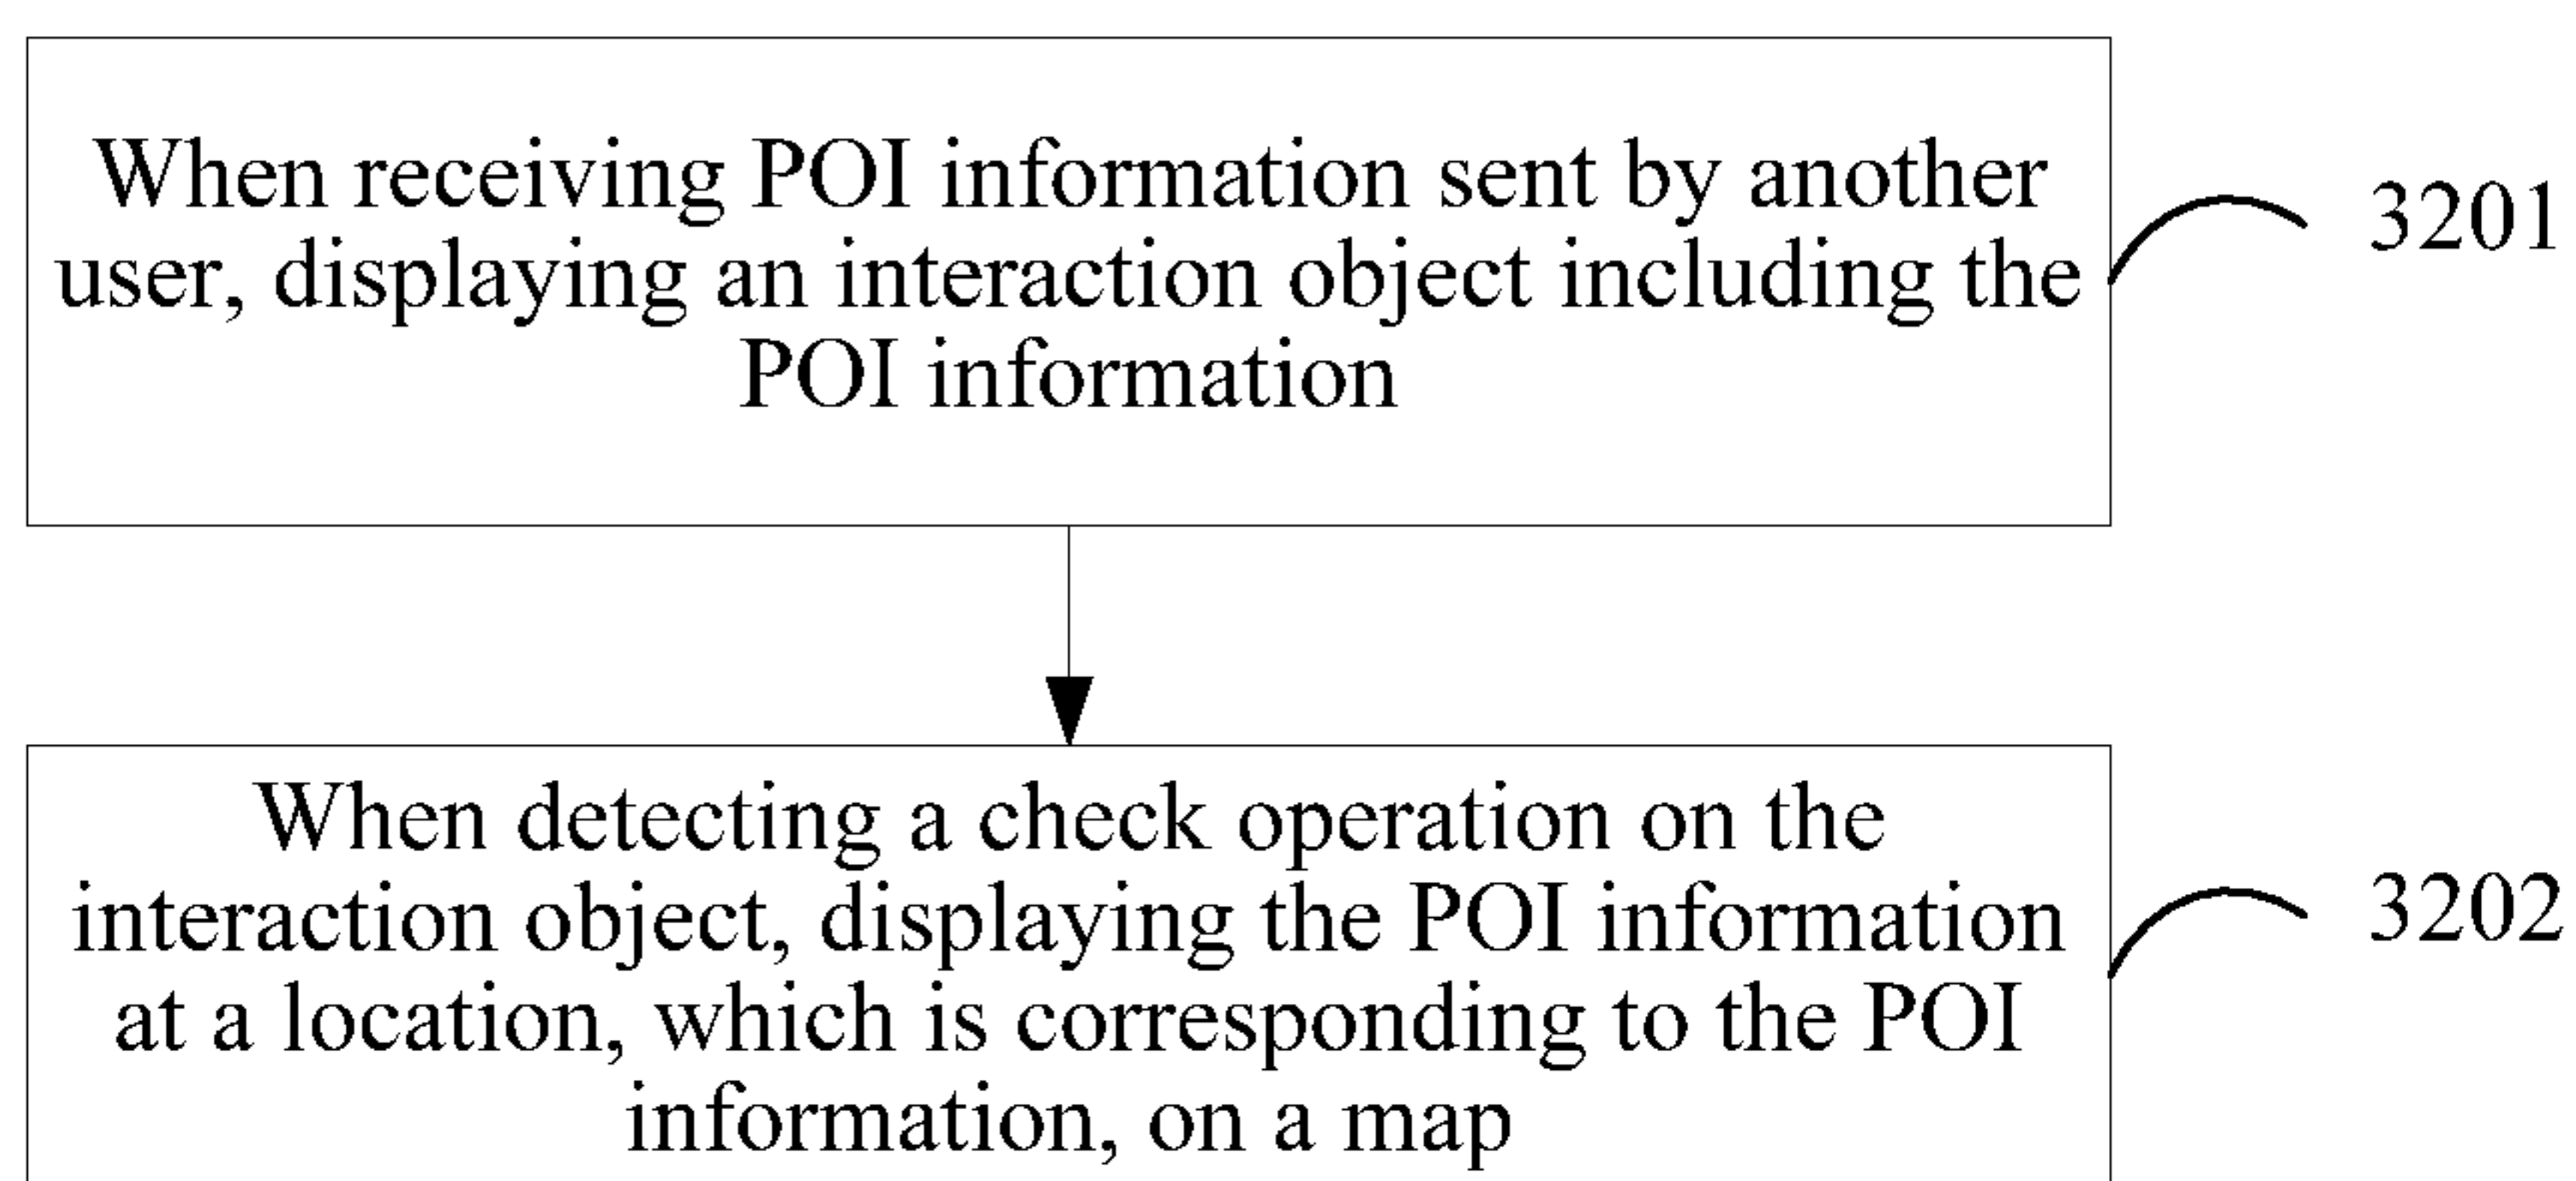 When receiving POI information sent by another
user, displaying an interaction object including the
POI information
3201
When detecting a check operation on the
interaction object, displaying the POI information
at a location, which is corresponding to the POI
information, on a map
3202